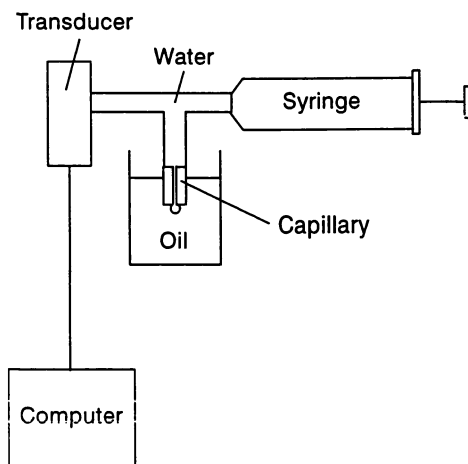 Transducer
Water
Syringe
Capillary
Oil
Computer